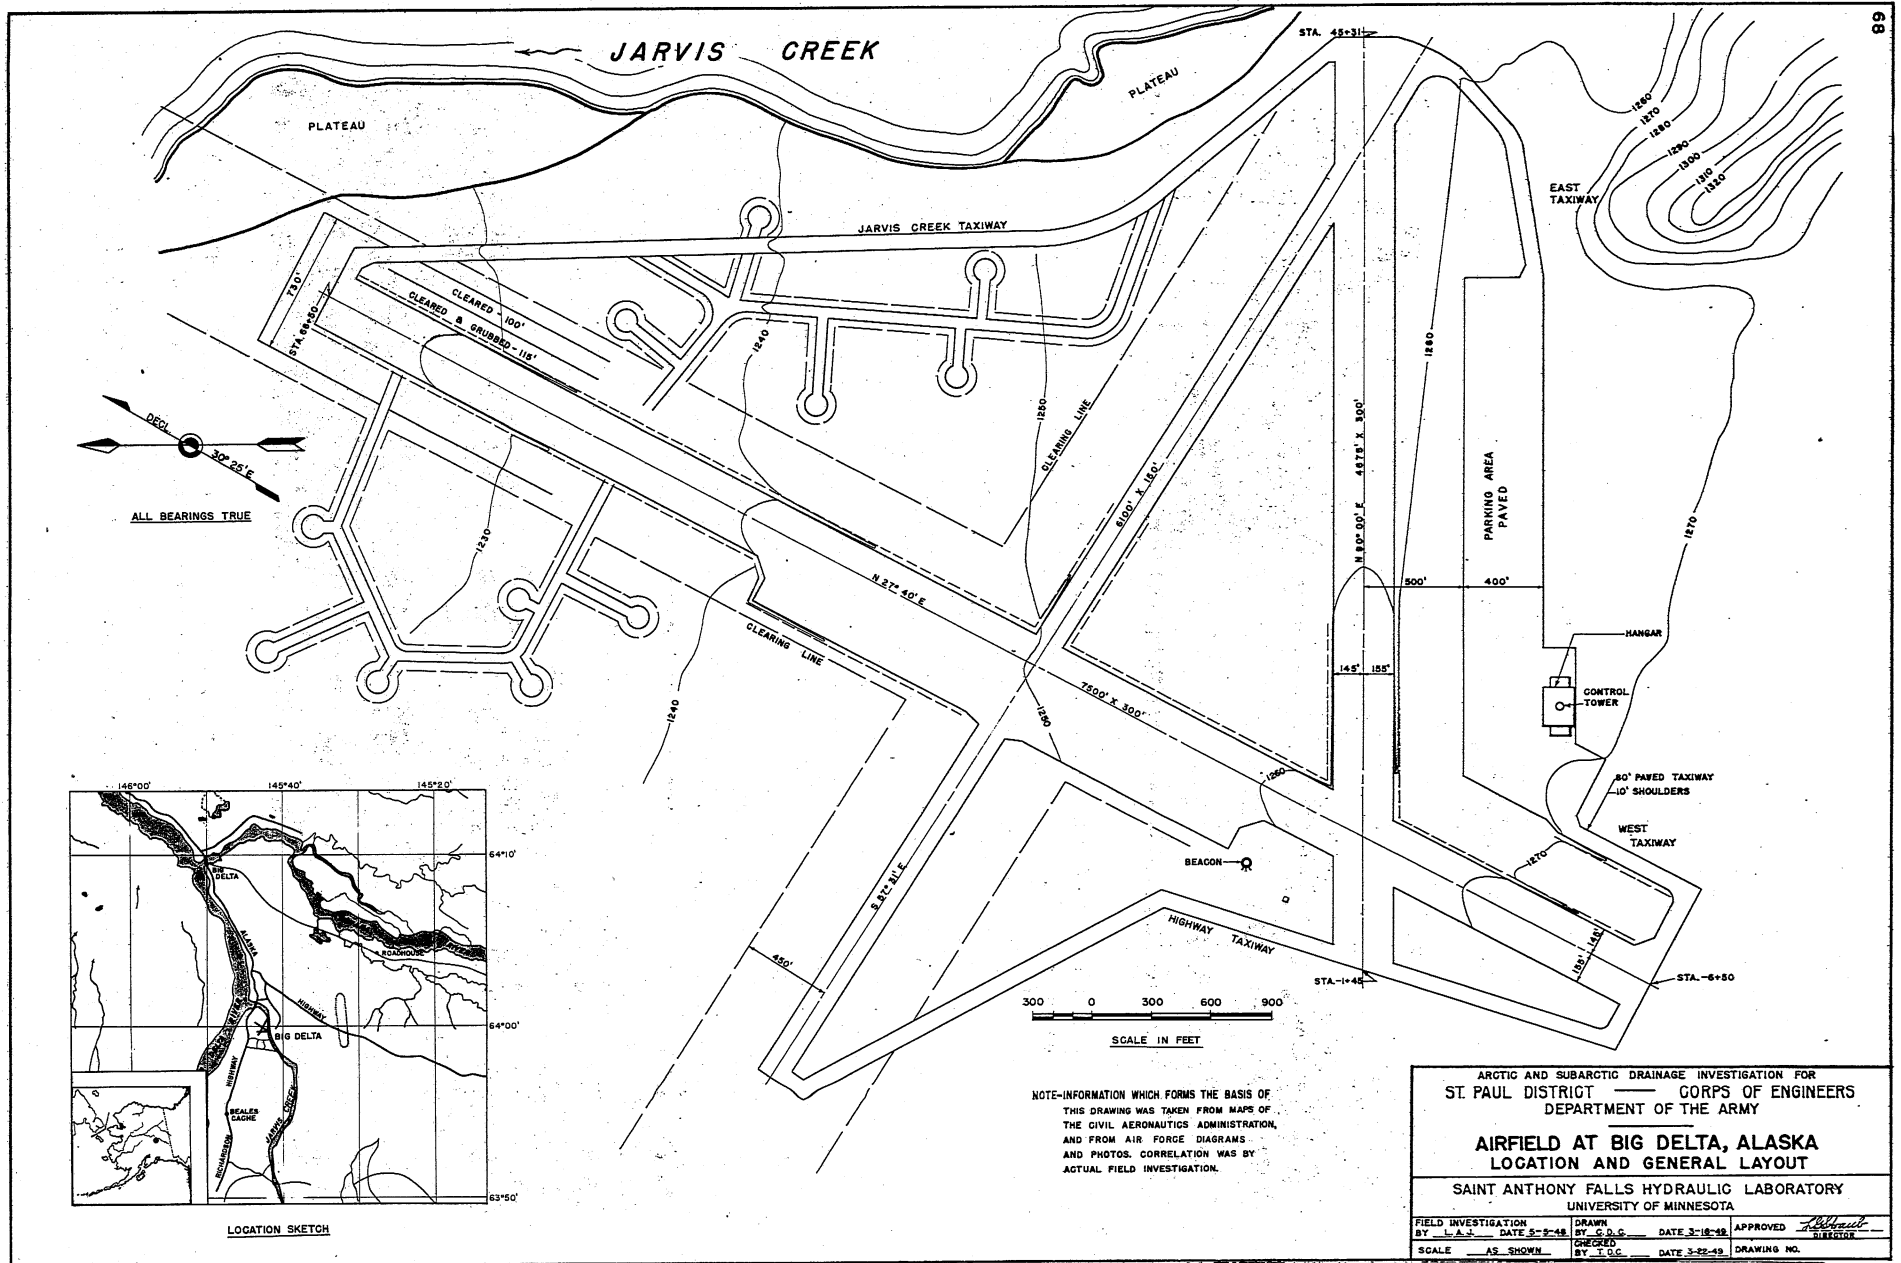 89
JARVIS CREEK
STA. 45+31
PLATEAU
PLATEAU
1260
1270
1280
1290
1300
1310
1320
EAST
TAXIWAY
JARVIS CREEK TAXIWAY
730'
STA. 68+50
CLEARED - 100'
CLEARED & GRUBBED - 115'
1240
1250
1260
CLEARING LINE
6100' X 150'
N 90° 00' E 4675' X 300'
PARKING AREA
PAVED
1270
DECL.
30° 25' E
ALL BEARINGS TRUE
1230
N 27° 40' E
500'
400'
CLEARING LINE
HANGAR
145'
155'
CONTROL
TOWER
7500' X 300'
1240
1250
1260
80' PAVED TAXIWAY
10' SHOULDERS
WEST
TAXIWAY
BEACON
1270
S 57° 31' E
HIGHWAY TAXIWAY
450'
145'
155'
STA.-1+45
STA.-6+50
146°00'
145°40'
145°20'
64°10'
BIG
DELTA
ALASKA
ROADHOUSE
RIVER
HIGHWAY
RIVER
64°00'
BIG DELTA
HIGHWAY
BEALES
CACHE
JARVIS CREEK
RICHARDSON
63°50'
LOCATION SKETCH
300 0 300 600 900
SCALE IN FEET
NOTE-INFORMATION WHICH FORMS THE BASIS OF
THIS DRAWING WAS TAKEN FROM MAPS OF
THE CIVIL AERONAUTICS ADMINISTRATION,
AND FROM AIR FORCE DIAGRAMS
AND PHOTOS. CORRELATION WAS BY
ACTUAL FIELD INVESTIGATION.
ARCTIC AND SUBARCTIC DRAINAGE INVESTIGATION FOR
ST. PAUL DISTRICT — CORPS OF ENGINEERS
DEPARTMENT OF THE ARMY
AIRFIELD AT BIG DELTA, ALASKA
LOCATION AND GENERAL LAYOUT
SAINT ANTHONY FALLS HYDRAULIC LABORATORY
UNIVERSITY OF MINNESOTA
FIELD INVESTIGATION
BY L.A.J. DATE 5-5-48
DRAWN
BY C.D.C. DATE 3-16-49
APPROVED
DIRECTOR
SCALE AS SHOWN
CHECKED
BY T.D.C. DATE 3-22-49
DRAWING NO.